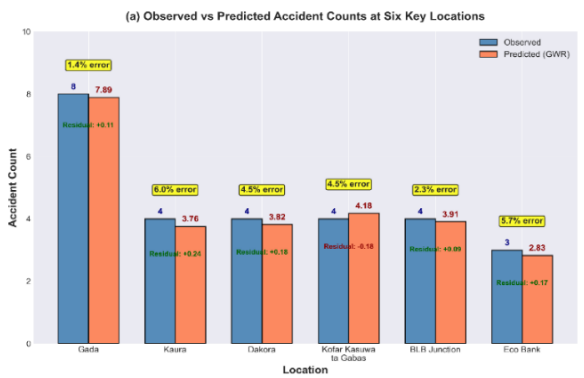 (a) Observed vs Predicted Accident Counts at Six Key Locations
Observed
Predicted (GWR)
Accident Count
10
8
6
4
2
0
1.4% error
8
7.89
Residual: +0.11
6.0% error
4
3.76
Residual: +0.24
4.5% error
4
3.82
Residual: +0.18
4.5% error
4
4.18
Residual: -0.18
2.3% error
4
3.91
Residual: +0.09
5.7% error
3
2.83
Residual: +0.17
Gada
Kaura
Dakora
Kofar Kasuwa
ta Gabas
BLB Junction
Eco Bank
Location